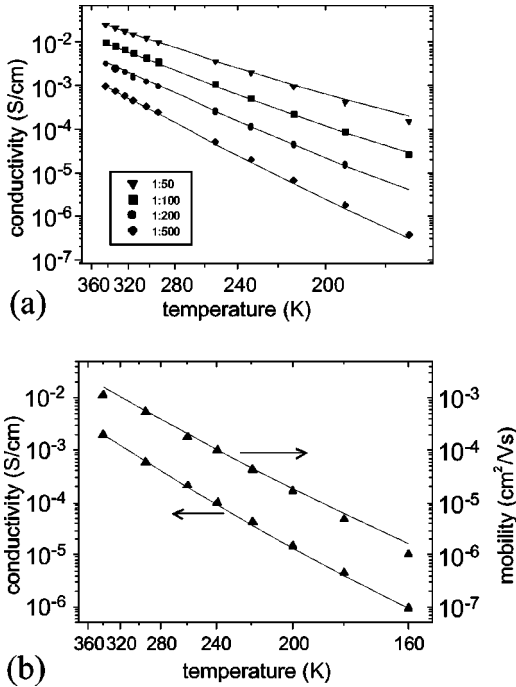 10⁻²
10⁻³
10⁻⁴
10⁻⁵
10⁻⁶
10⁻⁷
conductivity (S/cm)
1:50
1:100
1:200
1:500
360 320 280 240 200
temperature (K)
(a)
10⁻²
10⁻³
10⁻⁴
10⁻⁵
10⁻⁶
conductivity (S/cm)
10⁻³
10⁻⁴
10⁻⁵
10⁻⁶
10⁻⁷
mobility (cm²/Vs)
360 320 280 240 200 160
temperature (K)
(b)